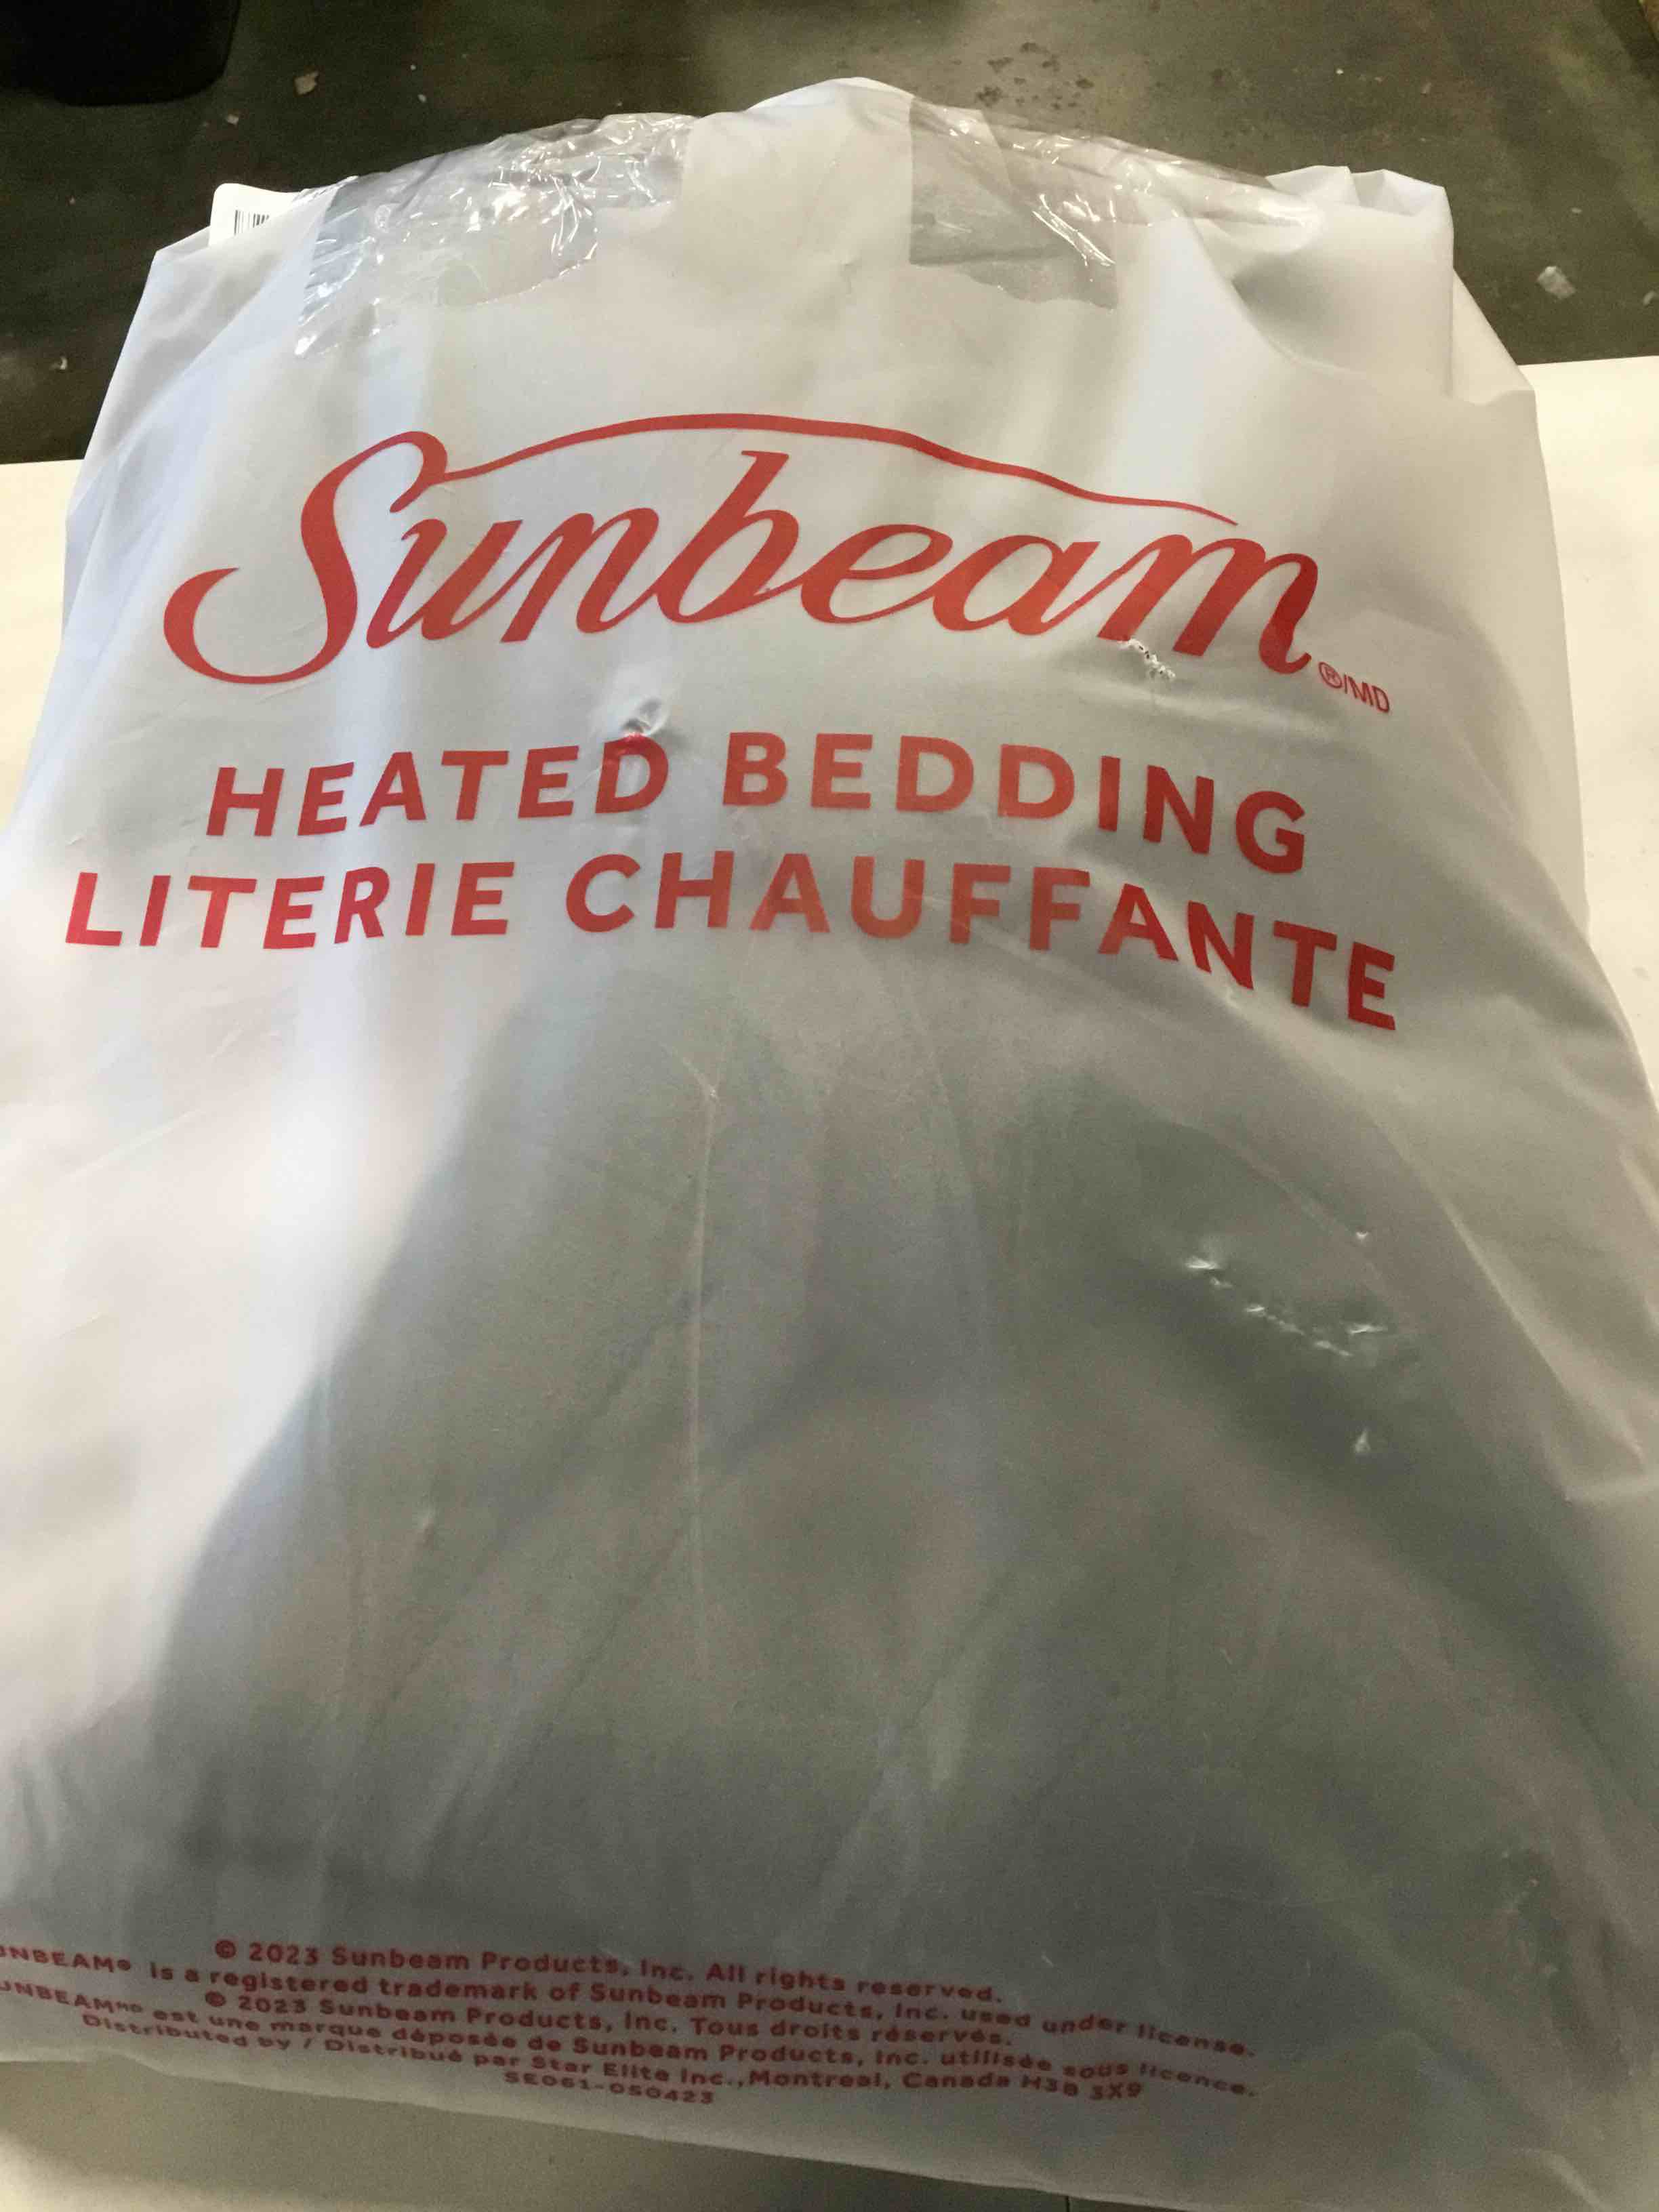 Sunbeam ®/MD
HEATED BEDDING
LITERIE CHAUFFANTE
© 2023 Sunbeam Products, Inc. All rights reserved.
UNBEAM® is a registered trademark of Sunbeam Products, Inc. used under license.
© 2023 Sunbeam Products, Inc. Tous droits réservés.
UNBEAMMD est une marque déposée de Sunbeam Products, Inc. utilisée sous licence.
Distributed by / Distribué par Star Elite Inc., Montreal, Canada H3B 3X9
SE061-050423